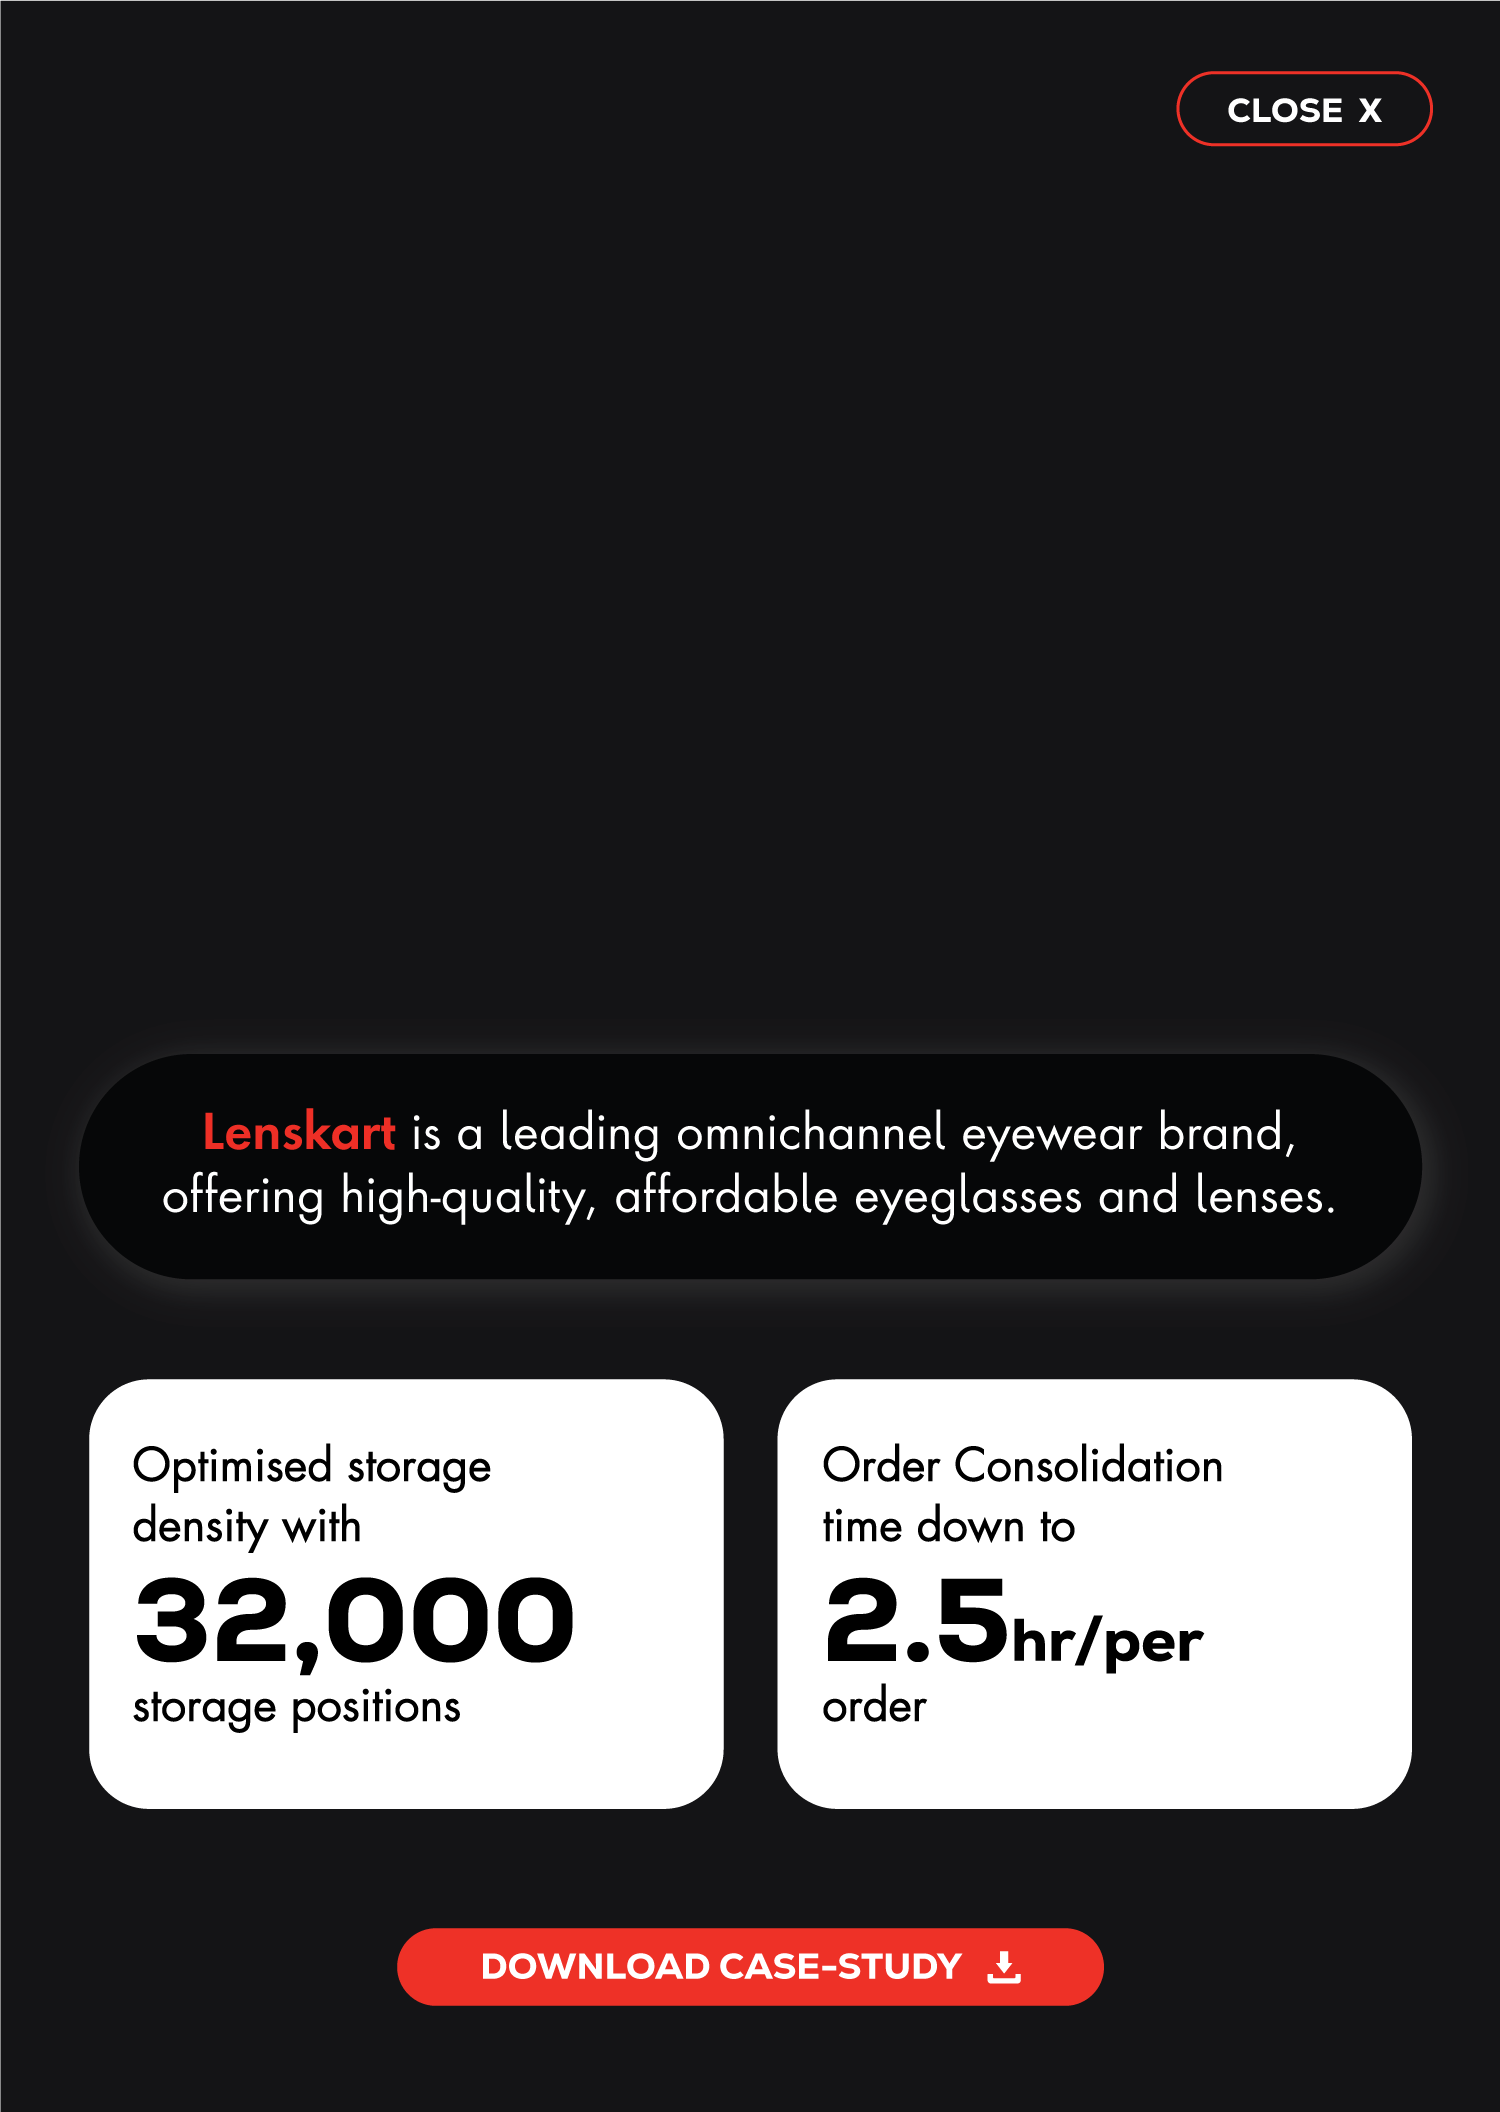 CLOSE X
Lenskart is a leading omnichannel eyewear brand,
offering high-quality, affordable eyeglasses and lenses.
Optimised storage
density with
32,000
storage positions
Order Consolidation
time down to
2.5hr/per
order
DOWNLOAD CASE-STUDY